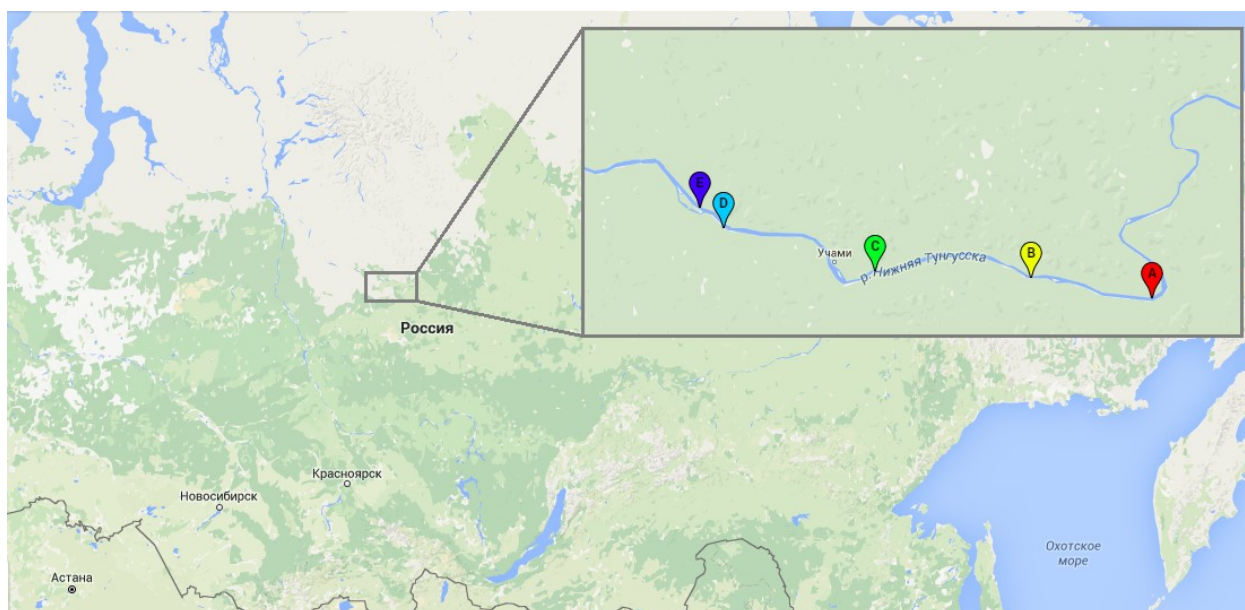 E
D
C
Учами
р. Нижняя Тунгусска
B
A
Россия
Красноярск
Новосибирск
Астана
Охотское
море